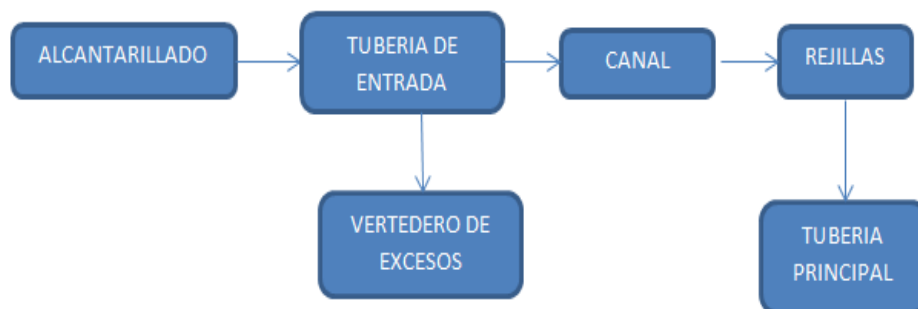 ALCANTARILLADO
TUBERIA DE
ENTRADA
CANAL
REJILLAS
VERTEDERO DE
EXCESOS
TUBERIA
PRINCIPAL